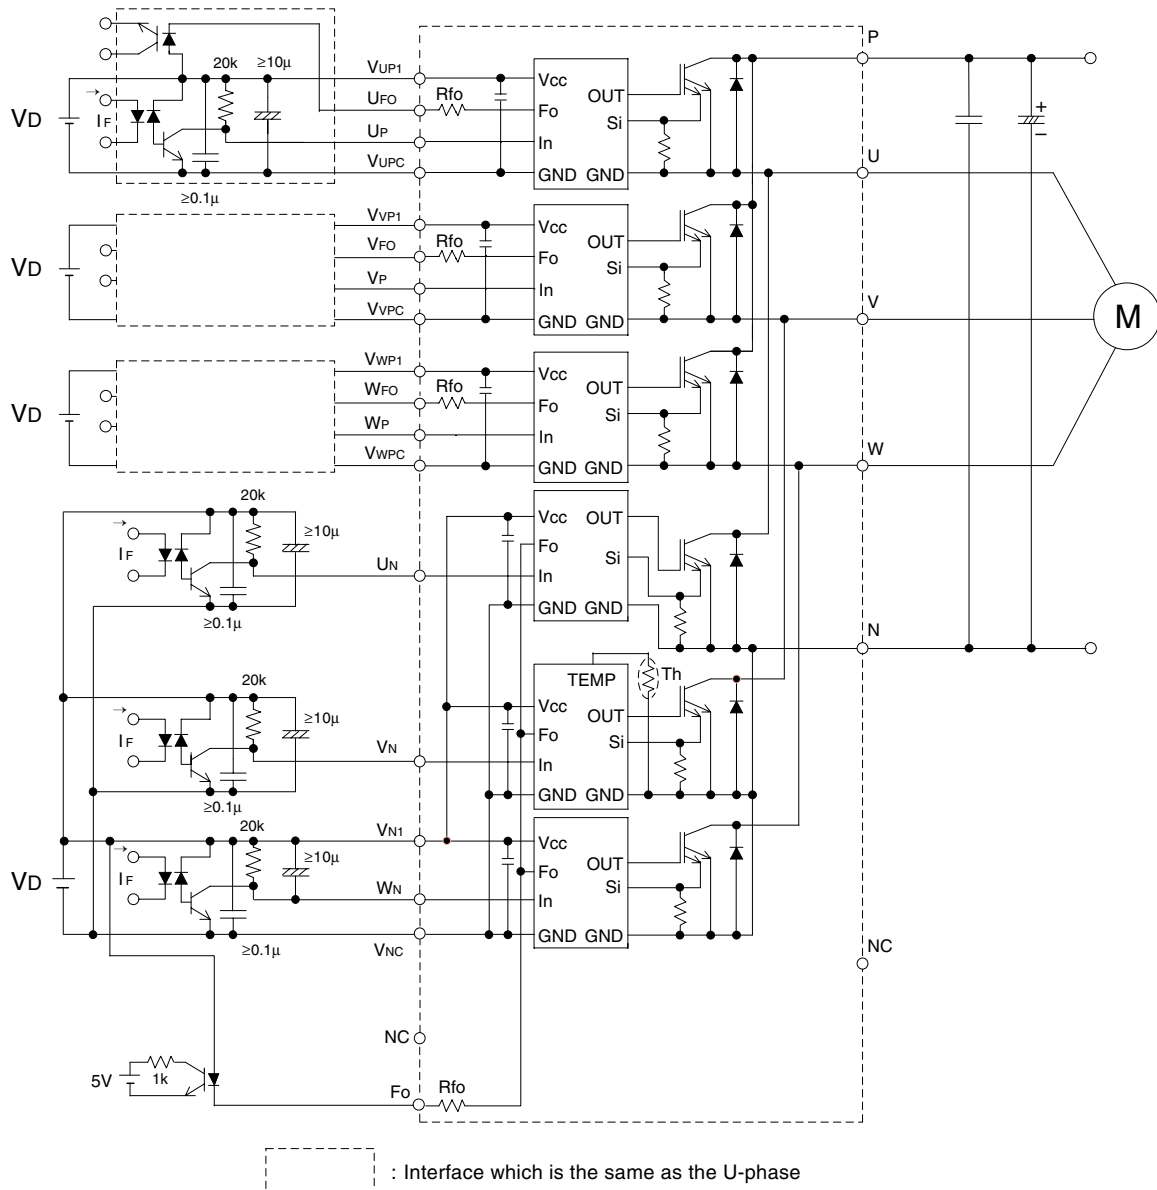 P
20k
≥10μ
VUP1
Vcc
UFO
Rfo
OUT
Fo
VD
IF
Si
+
–
UP
In
U
VUPC
GND GND
≥0.1μ
VVP1
Vcc
VFO
Rfo
OUT
Fo
VD
Si
VP
In
V
VVPC
GND GND
M
VWP1
Vcc
WFO
Rfo
OUT
Fo
VD
Si
WP
In
W
VWPC
GND GND
20k
Vcc
OUT
≥10μ
Fo
IF
Si
UN
In
GND GND
≥0.1μ
N
TEMP
Th
20k
Vcc
≥10μ
OUT
Fo
IF
Si
VN
In
GND GND
≥0.1μ
20k
VN1
Vcc
≥10μ
OUT
Fo
VD
IF
Si
WN
In
GND GND
≥0.1μ
VNC
NC
NC
5V
1k
Fo
Rfo
: Interface which is the same as the U-phase